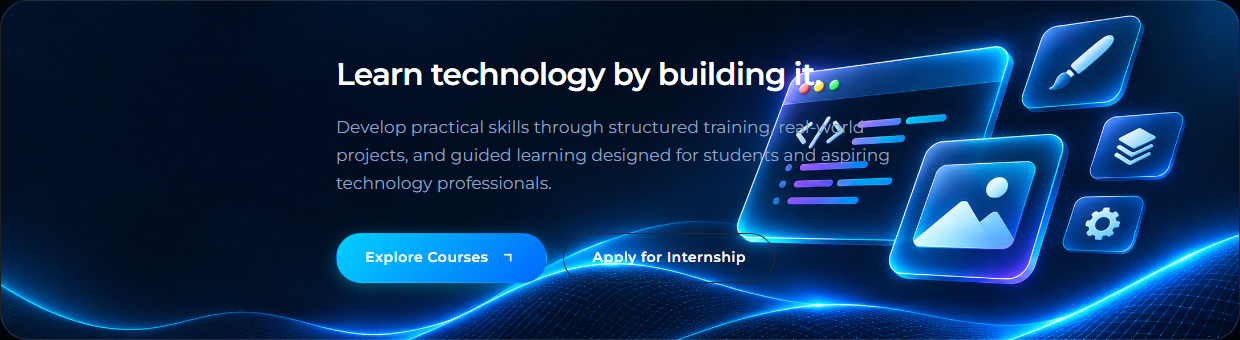 Learn technology by building it.
Develop practical skills through structured training, real-world
projects, and guided learning designed for students and aspiring
technology professionals.
Explore Courses
Apply for Internship